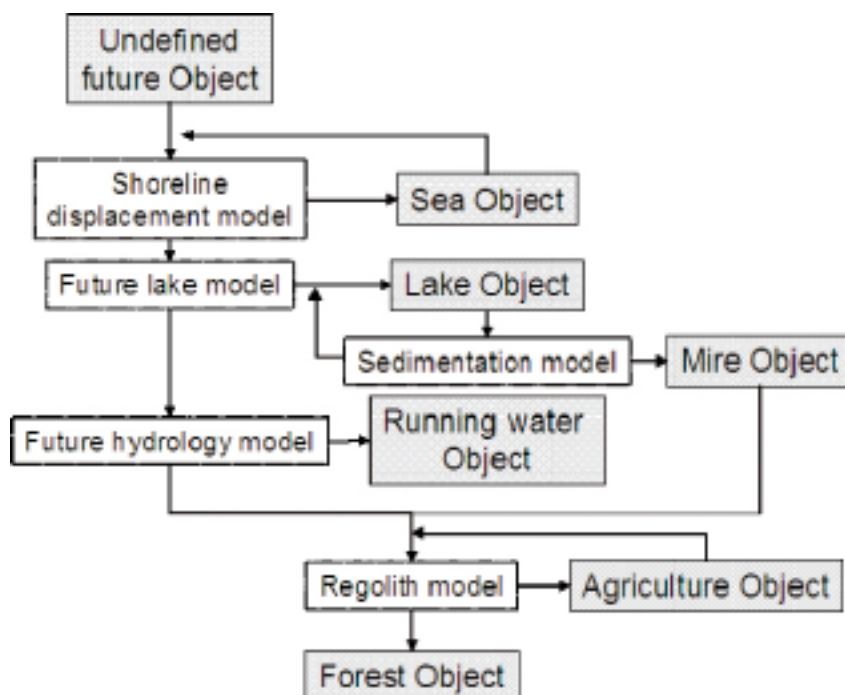 Undefined
future Object
Shoreline
displacement model
Sea Object
Future lake model
Lake Object
Sedimentation model
Mire Object
Future hydrology model
Running water
Object
Regolith model
Agriculture Object
Forest Object